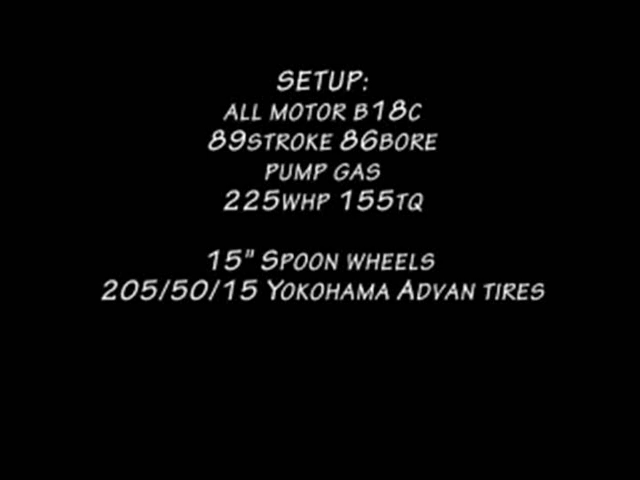 SETUP:
ALL MOTOR B18C
89STROKE 86BORE
PUMP GAS
225WHP 155TQ
15" SPOON WHEELS
205/50/15 YOKOHAMA ADVAN TIRES